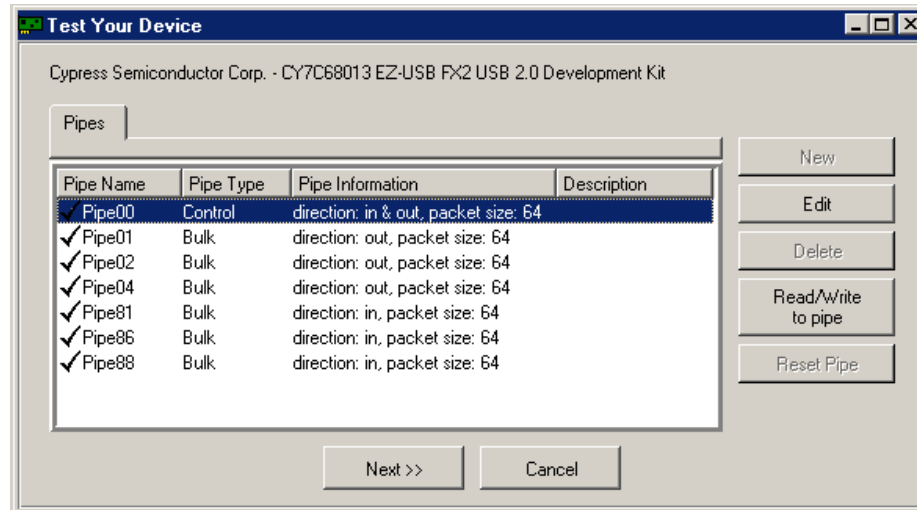 Test Your Device
Cypress Semiconductor Corp. - CY7C68013 EZ-USB FX2 USB 2.0 Development Kit
Pipes
New
Pipe Name Pipe Type Pipe Information Description
Edit
Pipe00 Control direction: in & out, packet size: 64
Pipe01 Bulk direction: out, packet size: 64
Delete
Pipe02 Bulk direction: out, packet size: 64
Pipe04 Bulk direction: out, packet size: 64
Read/Write
to pipe
Pipe81 Bulk direction: in, packet size: 64
Pipe86 Bulk direction: in, packet size: 64
Pipe88 Bulk direction: in, packet size: 64
Reset Pipe
Next >> Cancel